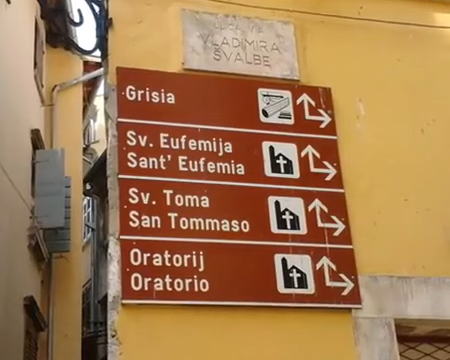 VLADIMIRA
ŠVALBE
Grisia
Sv. Eufemija
Sant' Eufemia
Sv. Toma
San Tommaso
Oratorij
Oratorio